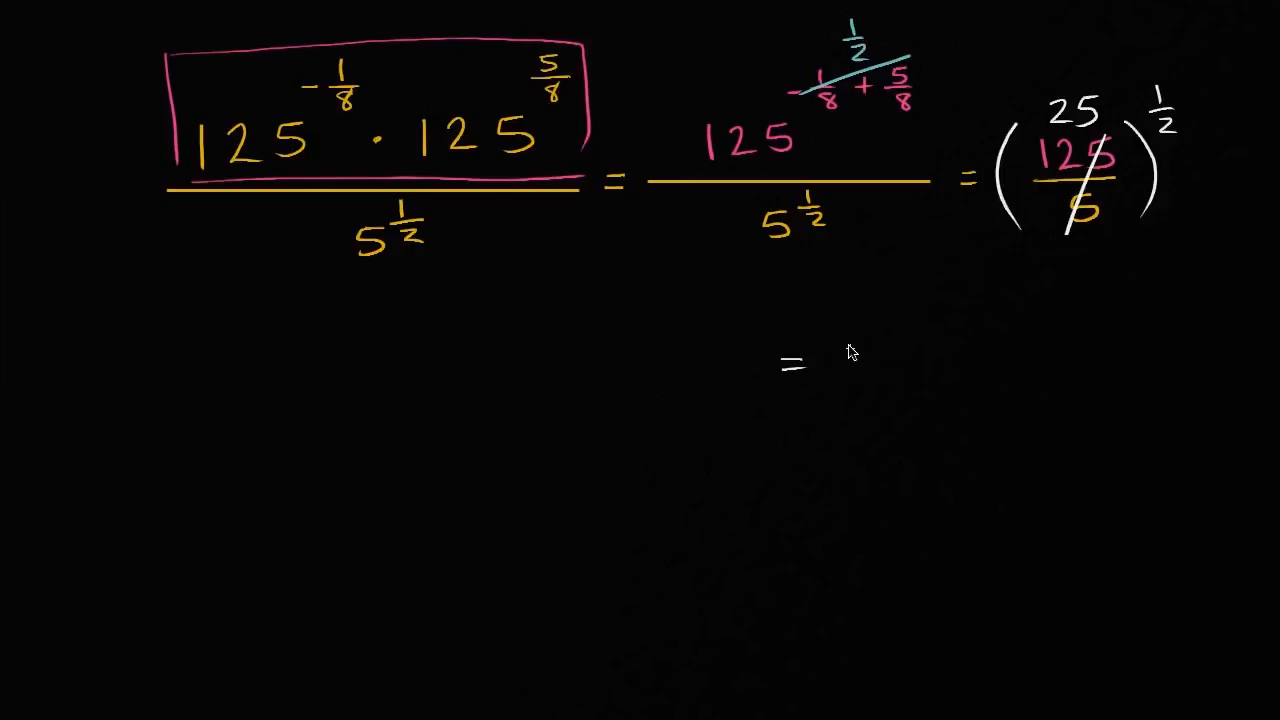 125^{-1/8} · 125^{5/8} / 5^{1/2} = 125^{-1/8 + 5/8} 1/2 / 5^{1/2} = (25 125/5)^{1/2}
=